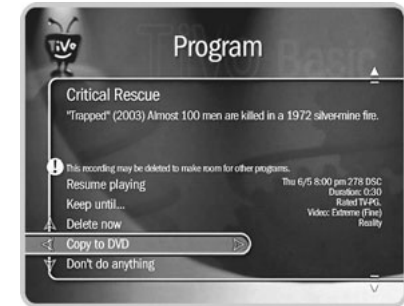 TiVo
Program
TiVo Basic
Critical Rescue
"Trapped" (2003) Almost 100 men are killed in a 1972 silver-mine fire.
This recording may be deleted to make room for other programs.
Resume playing
Keep until...
Delete now
Copy to DVD
Don't do anything
Thu 6/5 8:00 pm 278 DSC
Duration: 0:30
Rated TV-PG.
Video: Extreme (Fine)
Reality